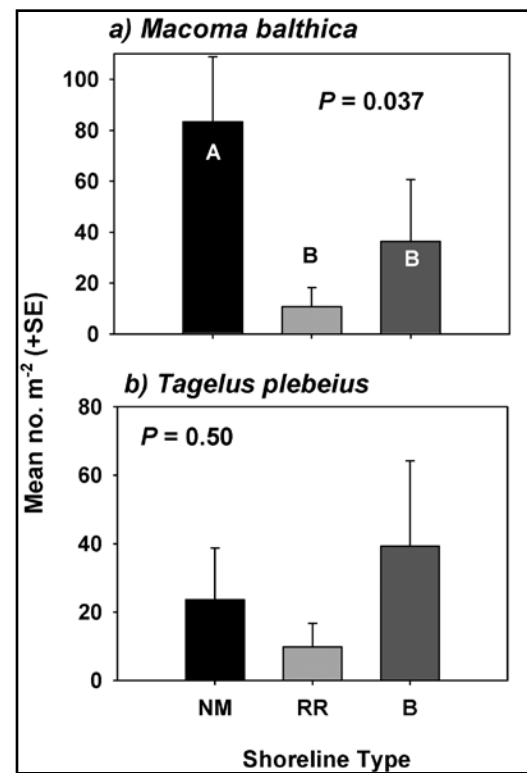 a) Macoma balthica
100
80
60
40
20
0
P = 0.037
A
B
B
Mean no. m⁻² (+SE)
b) Tagelus plebeius
80
60
40
20
0
P = 0.50
NM RR B
Shoreline Type